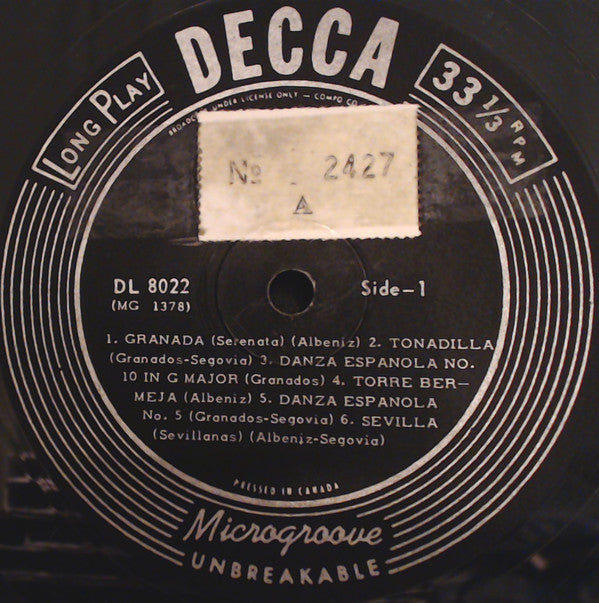 DECCA
LONG PLAY
33 1/3 RPM
BROADCAST UNDER LICENSE ONLY — COMPO CO
No 2427
A
DL 8022
(MG 1378)
Side-1
1. GRANADA (Serenata) (Albeniz) 2. TONADILLA
(Granados-Segovia) 3. DANZA ESPANOLA NO.
10 IN G MAJOR (Granados) 4. TORRE BER-
MEJA (Albeniz) 5. DANZA ESPANOLA
No. 5 (Granados-Segovia) 6. SEVILLA
(Sevillanas) (Albeniz-Segovia)
PRESSED IN CANADA
Microgroove
UNBREAKABLE